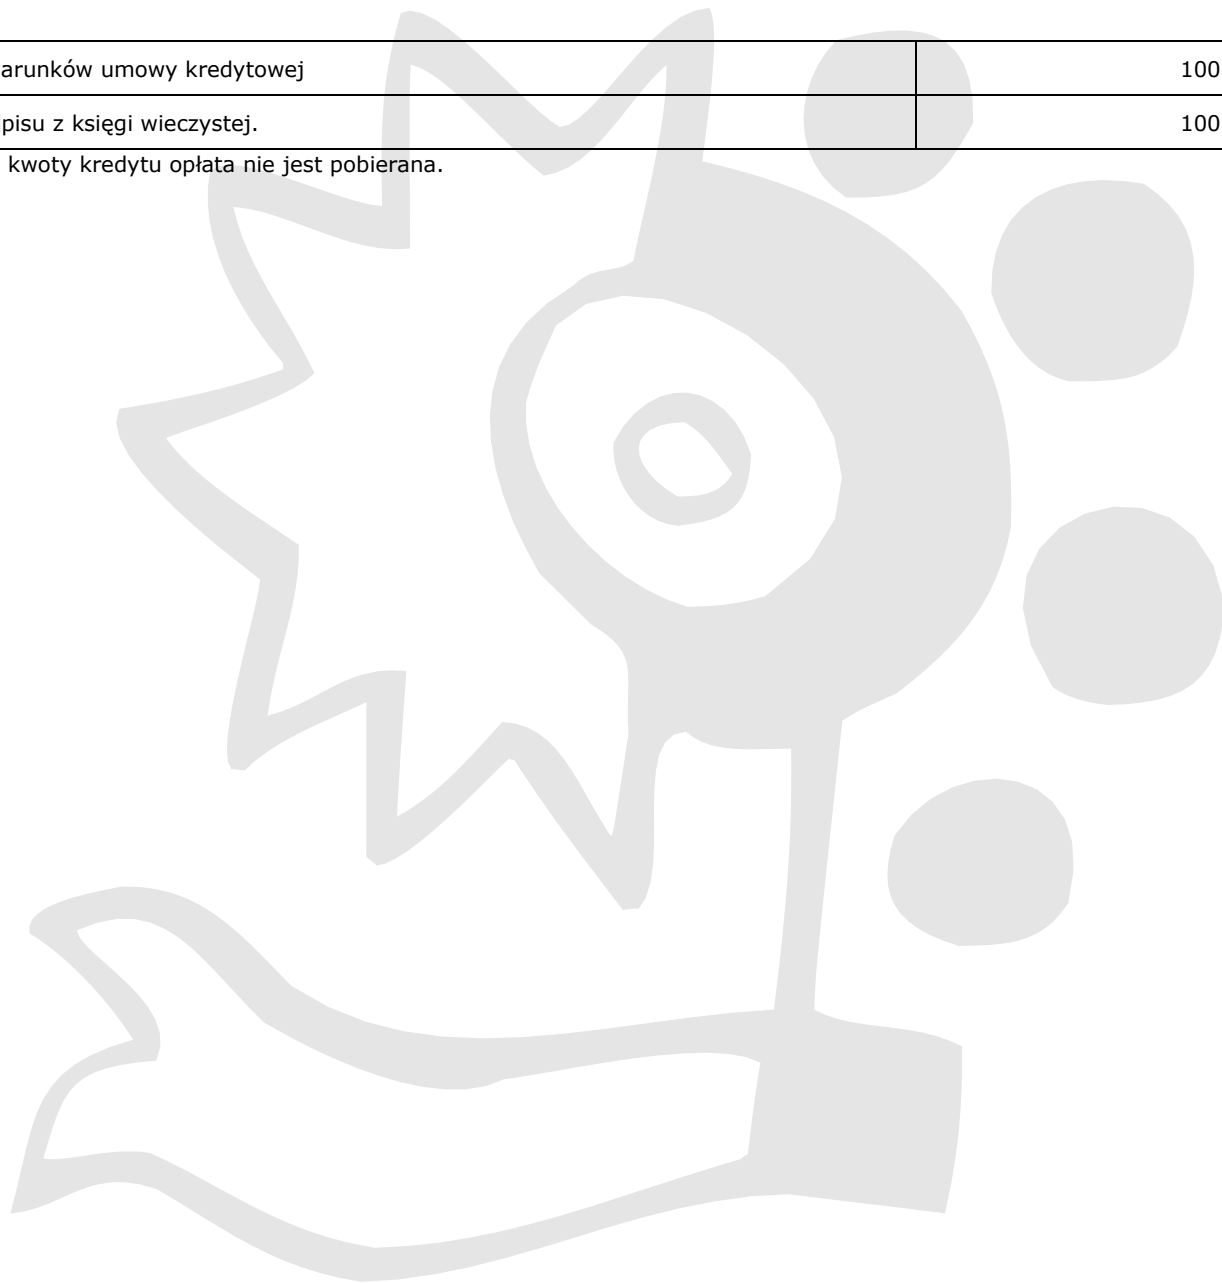 arunków umowy kredytowej 100
pisu z księgi wieczystej. 100
kwoty kredytu opłata nie jest pobierana.